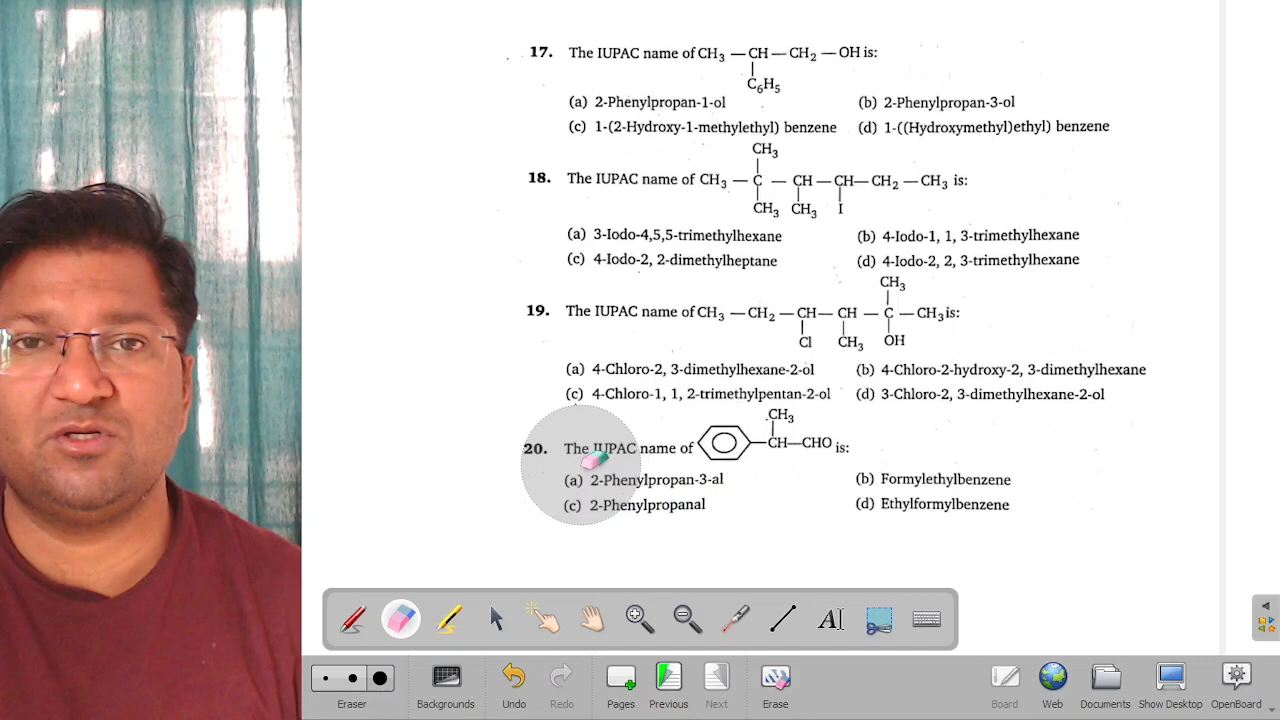 17. The IUPAC name of CH3 — CH — CH2 — OH is:
C6H5
(a) 2-Phenylpropan-1-ol (b) 2-Phenylpropan-3-ol
(c) 1-(2-Hydroxy-1-methylethyl) benzene (d) 1-((Hydroxymethyl)ethyl) benzene
CH3
18. The IUPAC name of CH3 — C — CH — CH— CH2 — CH3 is:
CH3 CH3 I
(a) 3-Iodo-4,5,5-trimethylhexane (b) 4-Iodo-1, 1, 3-trimethylhexane
(c) 4-Iodo-2, 2-dimethylheptane (d) 4-Iodo-2, 2, 3-trimethylhexane
CH3
19. The IUPAC name of CH3 — CH2 — CH— CH — C — CH3 is:
Cl CH3 OH
(a) 4-Chloro-2, 3-dimethylhexane-2-ol (b) 4-Chloro-2-hydroxy-2, 3-dimethylhexane
(c) 4-Chloro-1, 1, 2-trimethylpentan-2-ol (d) 3-Chloro-2, 3-dimethylhexane-2-ol
CH3
20. The IUPAC name of —CH—CHO is:
(a) 2-Phenylpropan-3-al (b) Formylethylbenzene
(c) 2-Phenylpropanal (d) Ethylformylbenzene
Eraser Backgrounds Undo Redo Pages Previous Next Erase Board Web Documents Show Desktop OpenBoard